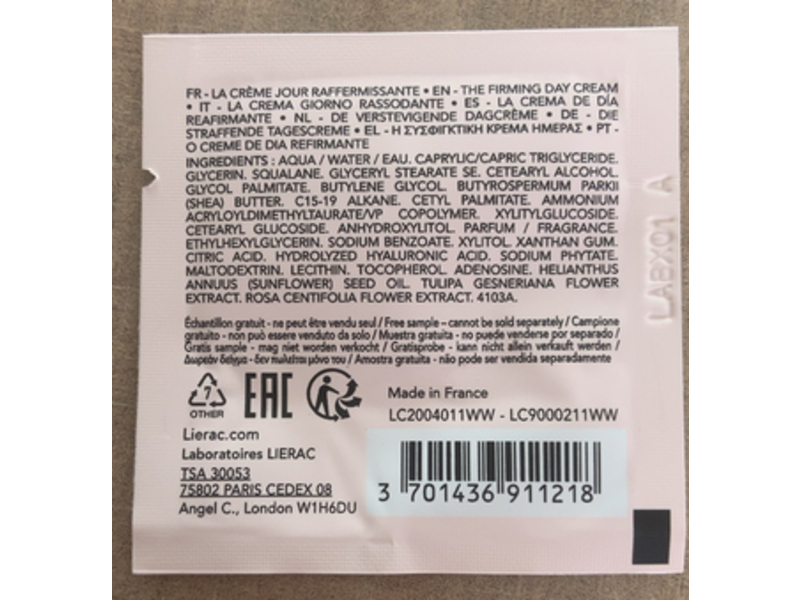 FR - LA CRÈME JOUR RAFFERMISSANTE • EN - THE FIRMING DAY CREAM
• IT - LA CREMA GIORNO RASSODANTE • ES - LA CREMA DE DÍA
REAFIRMANTE • NL - DE VERSTEVIGENDE DAGCRÈME • DE - DIE
STRAFFENDE TAGESCREME • EL - Η ΣΥΣΦΙΓΚΤΙΚΗ ΚΡΕΜΑ ΗΜΕΡΑΣ • PT -
O CREME DE DIA REFIRMANTE
INGREDIENTS : AQUA / WATER / EAU. CAPRYLIC/CAPRIC TRIGLYCERIDE.
GLYCERIN. SQUALANE. GLYCERYL STEARATE SE. CETEARYL ALCOHOL.
GLYCOL PALMITATE. BUTYLENE GLYCOL. BUTYROSPERMUM PARKII
(SHEA) BUTTER. C15-19 ALKANE. CETYL PALMITATE. AMMONIUM
ACRYLOYLDIMETHYLTAURATE/VP COPOLYMER. XYLITYLGLUCOSIDE.
CETEARYL GLUCOSIDE. ANHYDROXYLITOL. PARFUM / FRAGRANCE.
ETHYLHEXYLGLYCERIN. SODIUM BENZOATE. XYLITOL. XANTHAN GUM.
CITRIC ACID. HYDROLYZED HYALURONIC ACID. SODIUM PHYTATE.
MALTODEXTRIN. LECITHIN. TOCOPHEROL. ADENOSINE. HELIANTHUS
ANNUUS (SUNFLOWER) SEED OIL. TULIPA GESNERIANA FLOWER
EXTRACT. ROSA CENTIFOLIA FLOWER EXTRACT. 4103A.
Échantillon gratuit - ne peut être vendu seul / Free sample – cannot be sold separately / Campione
gratuito - non può essere venduto da solo / Muestra gratuita - no puede venderse por separado /
Gratis sample - mag niet worden verkocht / Gratisprobe - kann nicht allein verkauft werden /
Δωρεάν δείγμα - δεν πωλείται μόνο του / Amostra gratuita - não pode ser vendida separadamente
7
OTHER
EAC
Made in France
LC2004011WW - LC9000211WW
Lierac.com
Laboratoires LIERAC
TSA 30053
75802 PARIS CEDEX 08
Angel C., London W1H6DU
3 701436 911218
LABX01 A